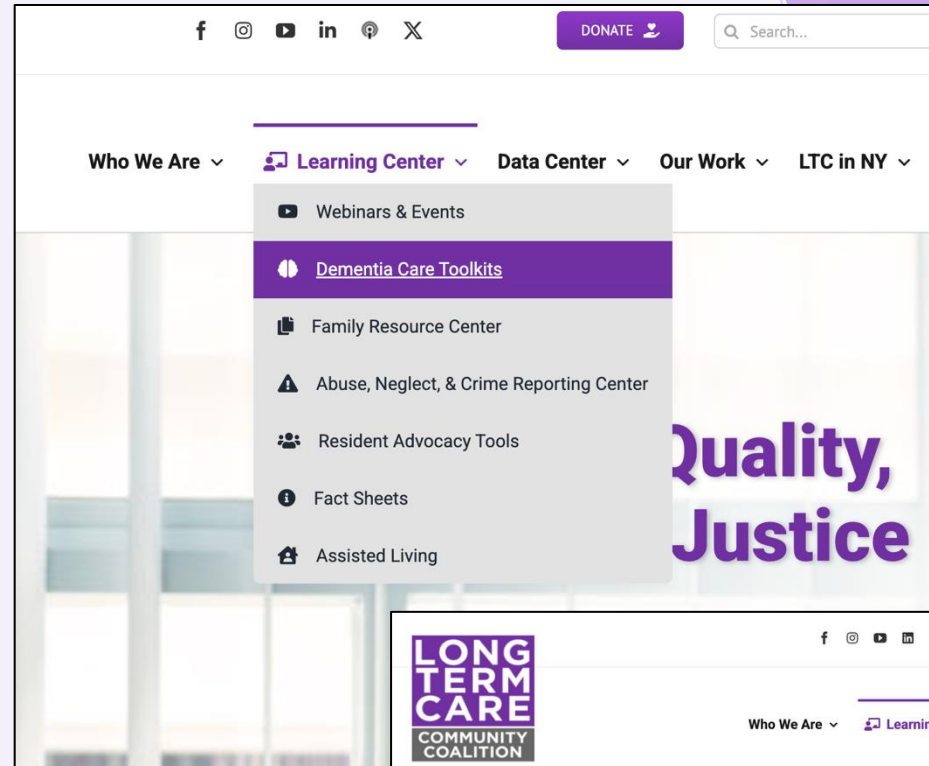 DONATE
Search...
Who We Are Learning Center Data Center Our Work LTC in NY
Webinars & Events
Dementia Care Toolkits
Family Resource Center
Abuse, Neglect, & Crime Reporting Center
Resident Advocacy Tools
Fact Sheets
Assisted Living
Quality,
Justice
LONG
TERM
CARE
COMMUNITY
COALITION
Who We Are